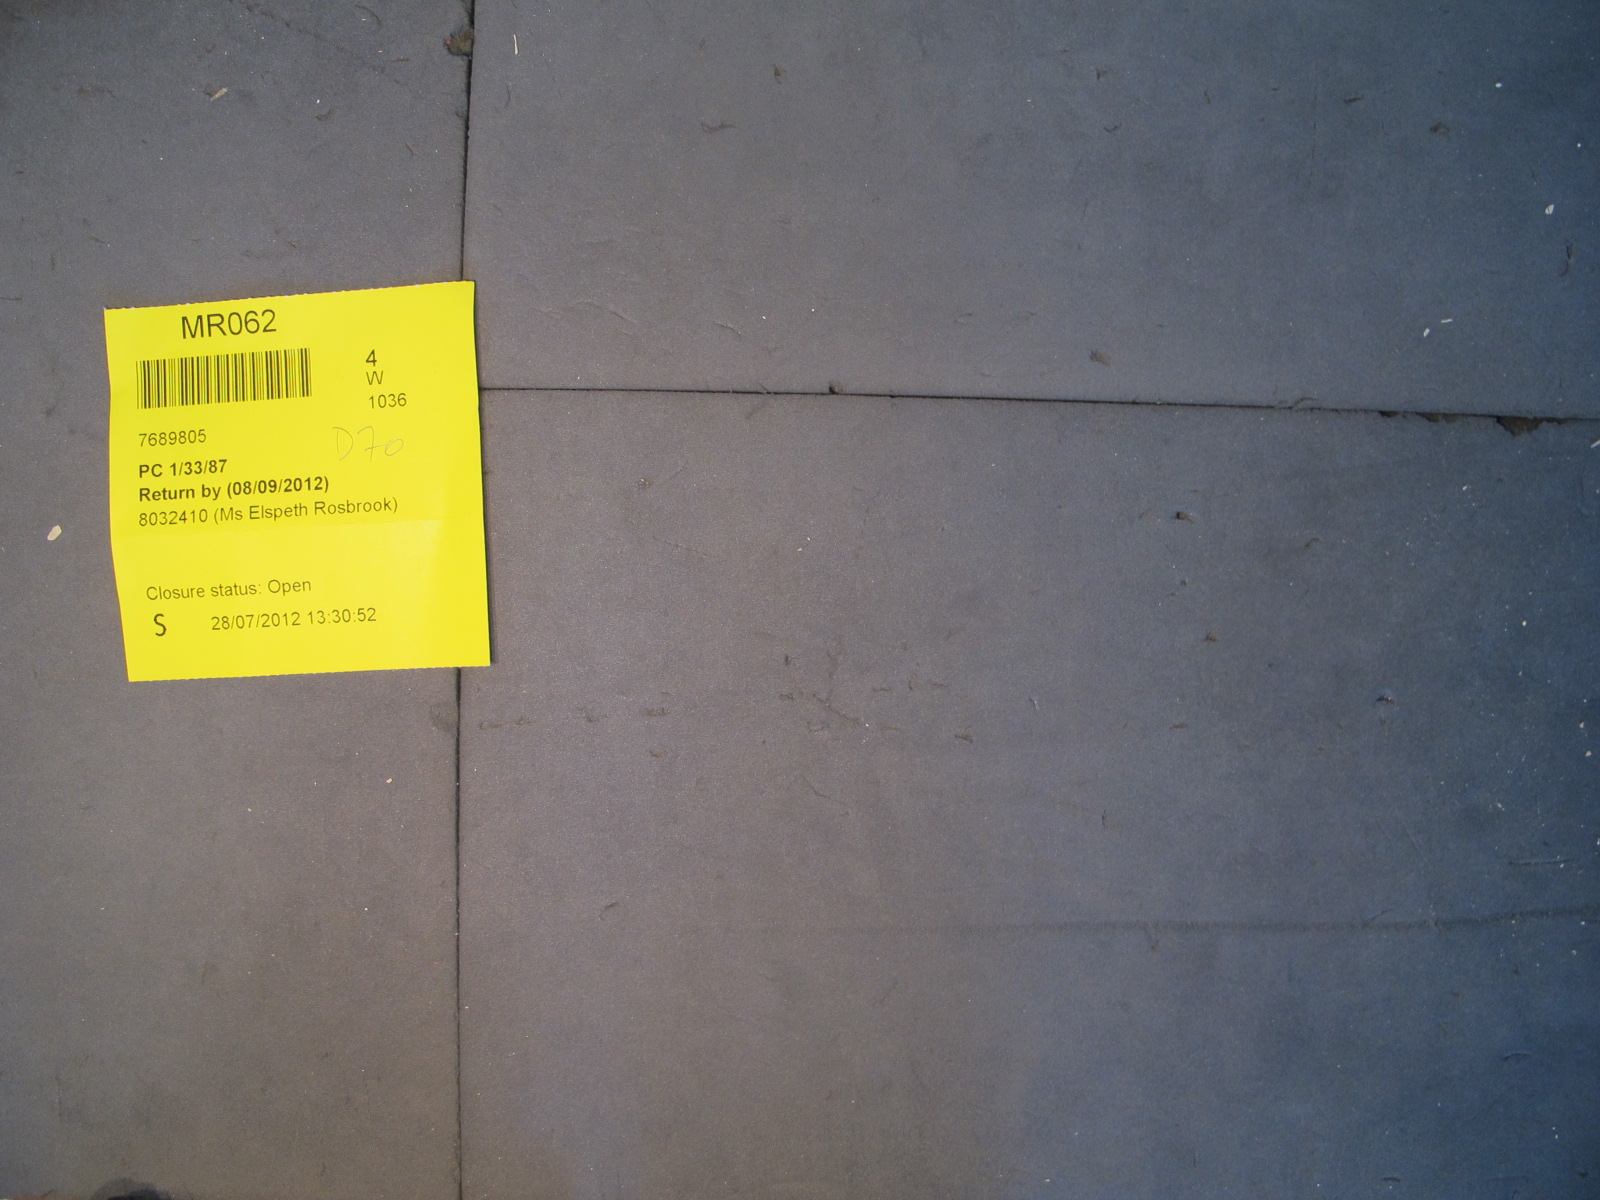 MR062
4
W
1036
7689805
D70
PC 1/33/87
Return by (08/09/2012)
8032410 (Ms Elspeth Rosbrook)
Closure status: Open
S 28/07/2012 13:30:52